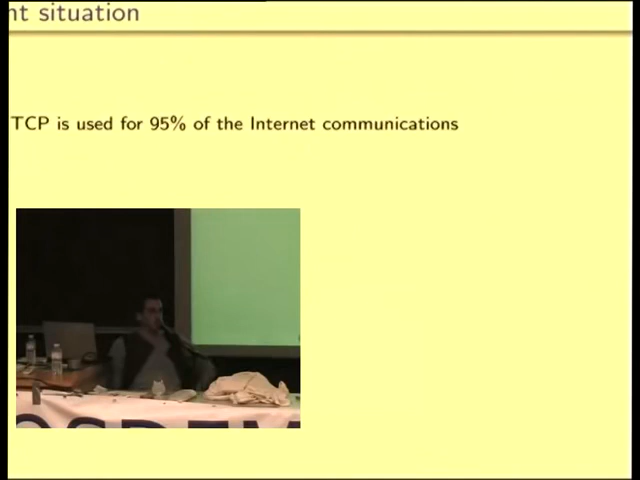 nt situation
TCP is used for 95% of the Internet communications